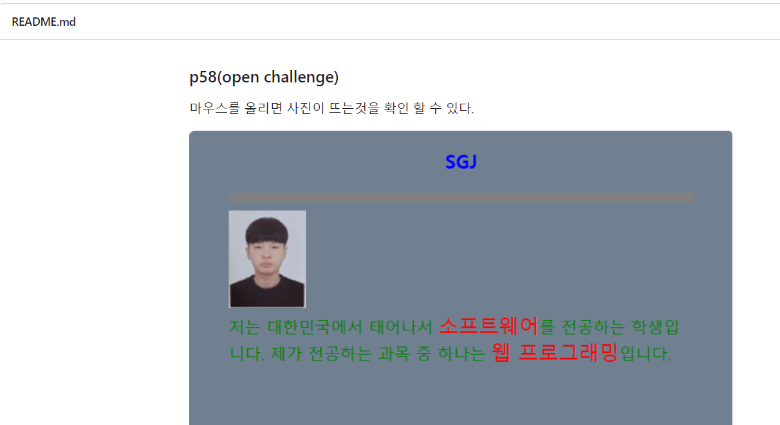 README.md
p58(open challenge)
마우스를 올리면 사진이 뜨는것을 확인 할 수 있다.
SGJ
저는 대한민국에서 태어나서 소프트웨어를 전공하는 학생입
니다. 제가 전공하는 과목 중 하나는 웹 프로그래밍입니다.